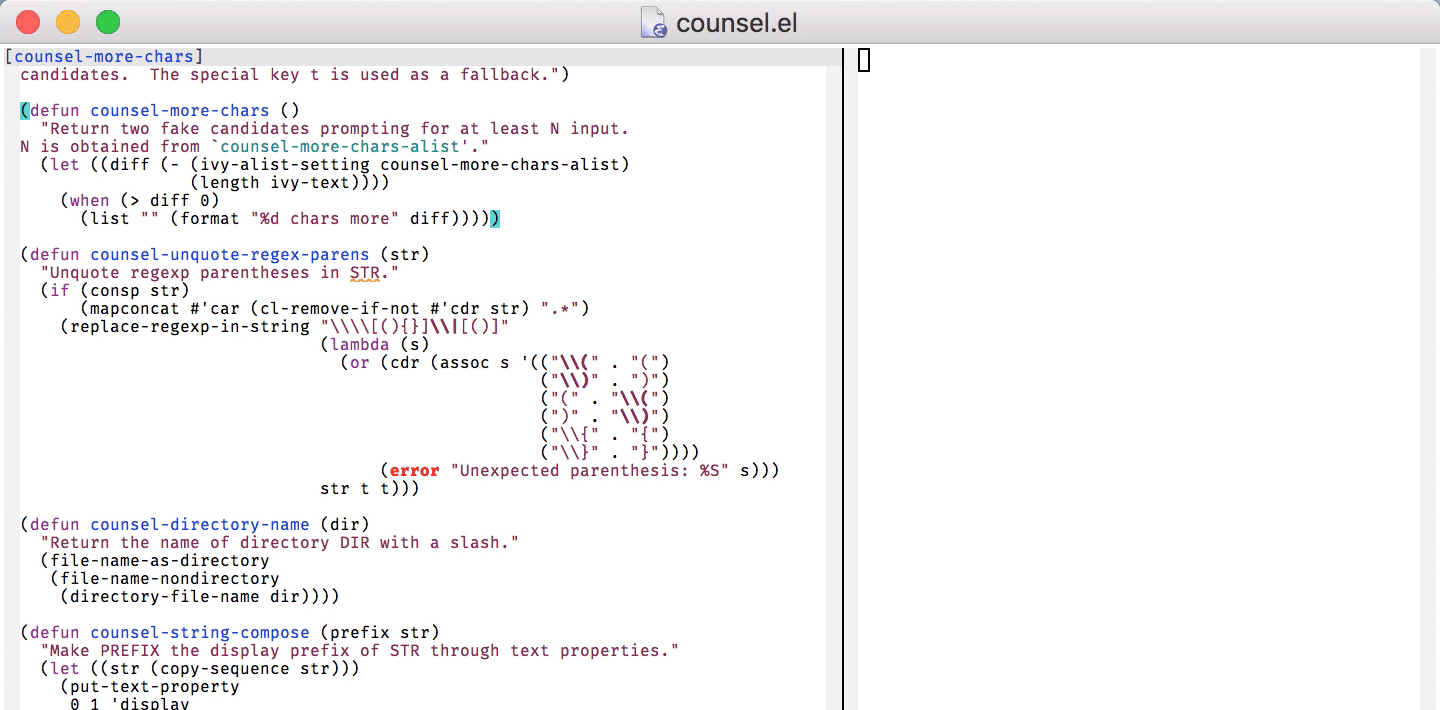 counsel.el
[counsel-more-chars]
candidates.  The special key t is used as a fallback.")
(defun counsel-more-chars ()
  "Return two fake candidates prompting for at least N input.
N is obtained from `counsel-more-chars-alist'."
  (let ((diff (- (ivy-alist-setting counsel-more-chars-alist)
                 (length ivy-text))))
    (when (> diff 0)
      (list "" (format "%d chars more" diff)))))
(defun counsel-unquote-regex-parens (str)
  "Unquote regexp parentheses in STR."
  (if (consp str)
      (mapconcat #'car (cl-remove-if-not #'cdr str) ".*")
    (replace-regexp-in-string "\\\\[(){}]\\|[()]"
                              (lambda (s)
                                (or (cdr (assoc s '(("\\(" . "(")
                                                    ("\\)" . ")")
                                                    ("(" . "\\(")
                                                    (")" . "\\)")
                                                    ("\\{" . "{")
                                                    ("\\}" . "}"))))
                                    (error "Unexpected parenthesis: %S" s)))
                              str t t)))
(defun counsel-directory-name (dir)
  "Return the name of directory DIR with a slash."
  (file-name-as-directory
   (file-name-nondirectory
    (directory-file-name dir))))
(defun counsel-string-compose (prefix str)
  "Make PREFIX the display prefix of STR through text properties."
  (let ((str (copy-sequence str)))
    (put-text-property
     0 1 'display